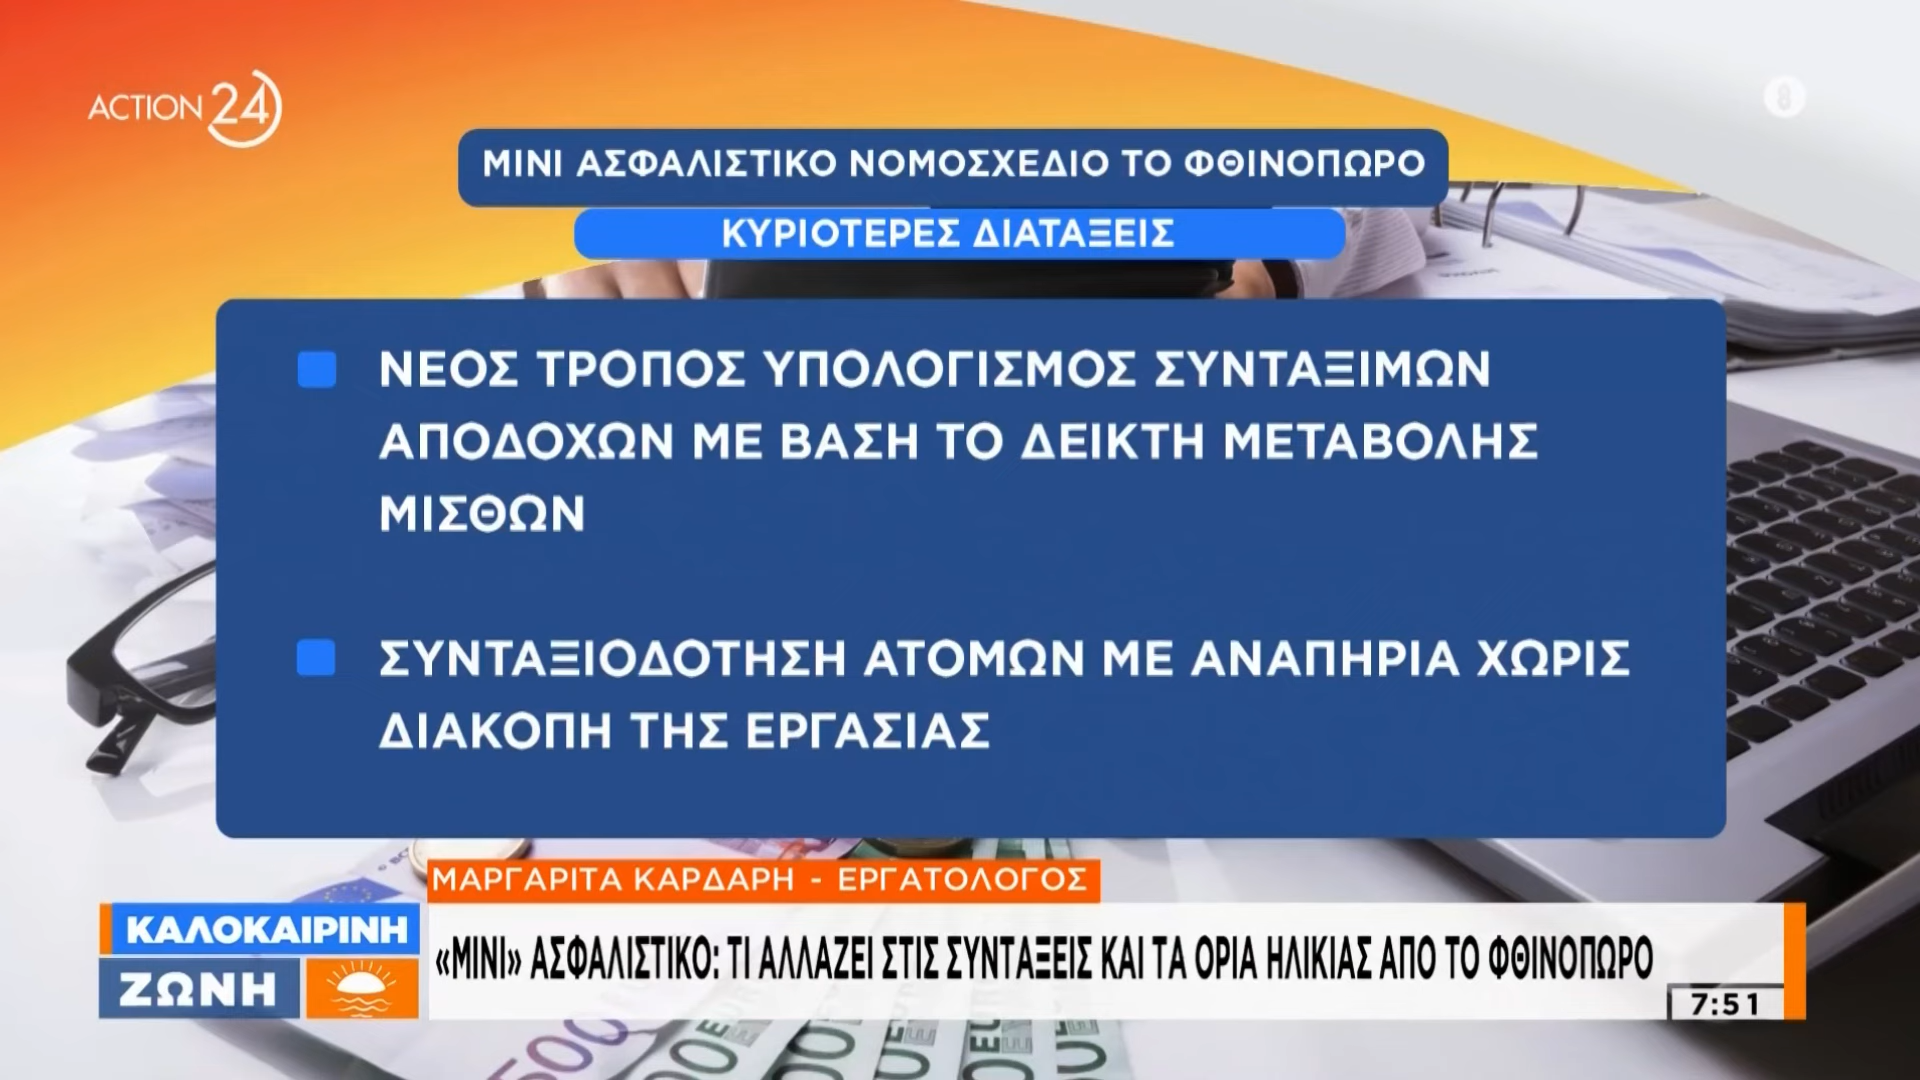 ACTION 24
8
ΜΙΝΙ ΑΣΦΑΛΙΣΤΙΚΟ ΝΟΜΟΣΧΕΔΙΟ ΤΟ ΦΘΙΝΟΠΩΡΟ
ΚΥΡΙΟΤΕΡΕΣ ΔΙΑΤΑΞΕΙΣ
ΝΕΟΣ ΤΡΟΠΟΣ ΥΠΟΛΟΓΙΣΜΟΣ ΣΥΝΤΑΞΙΜΩΝ
ΑΠΟΔΟΧΩΝ ΜΕ ΒΑΣΗ ΤΟ ΔΕΙΚΤΗ ΜΕΤΑΒΟΛΗΣ
ΜΙΣΘΩΝ
ΣΥΝΤΑΞΙΟΔΟΤΗΣΗ ΑΤΟΜΩΝ ΜΕ ΑΝΑΠΗΡΙΑ ΧΩΡΙΣ
ΔΙΑΚΟΠΗ ΤΗΣ ΕΡΓΑΣΙΑΣ
ΜΑΡΓΑΡΙΤΑ ΚΑΡΔΑΡΗ - ΕΡΓΑΤΟΛΟΓΟΣ
ΚΑΛΟΚΑΙΡΙΝΗ
ΖΩΝΗ
«ΜΙΝΙ» ΑΣΦΑΛΙΣΤΙΚΟ: ΤΙ ΑΛΛΑΖΕΙ ΣΤΙΣ ΣΥΝΤΑΞΕΙΣ ΚΑΙ ΤΑ ΟΡΙΑ ΗΛΙΚΙΑΣ ΑΠΟ ΤΟ ΦΘΙΝΟΠΩΡΟ
7:51